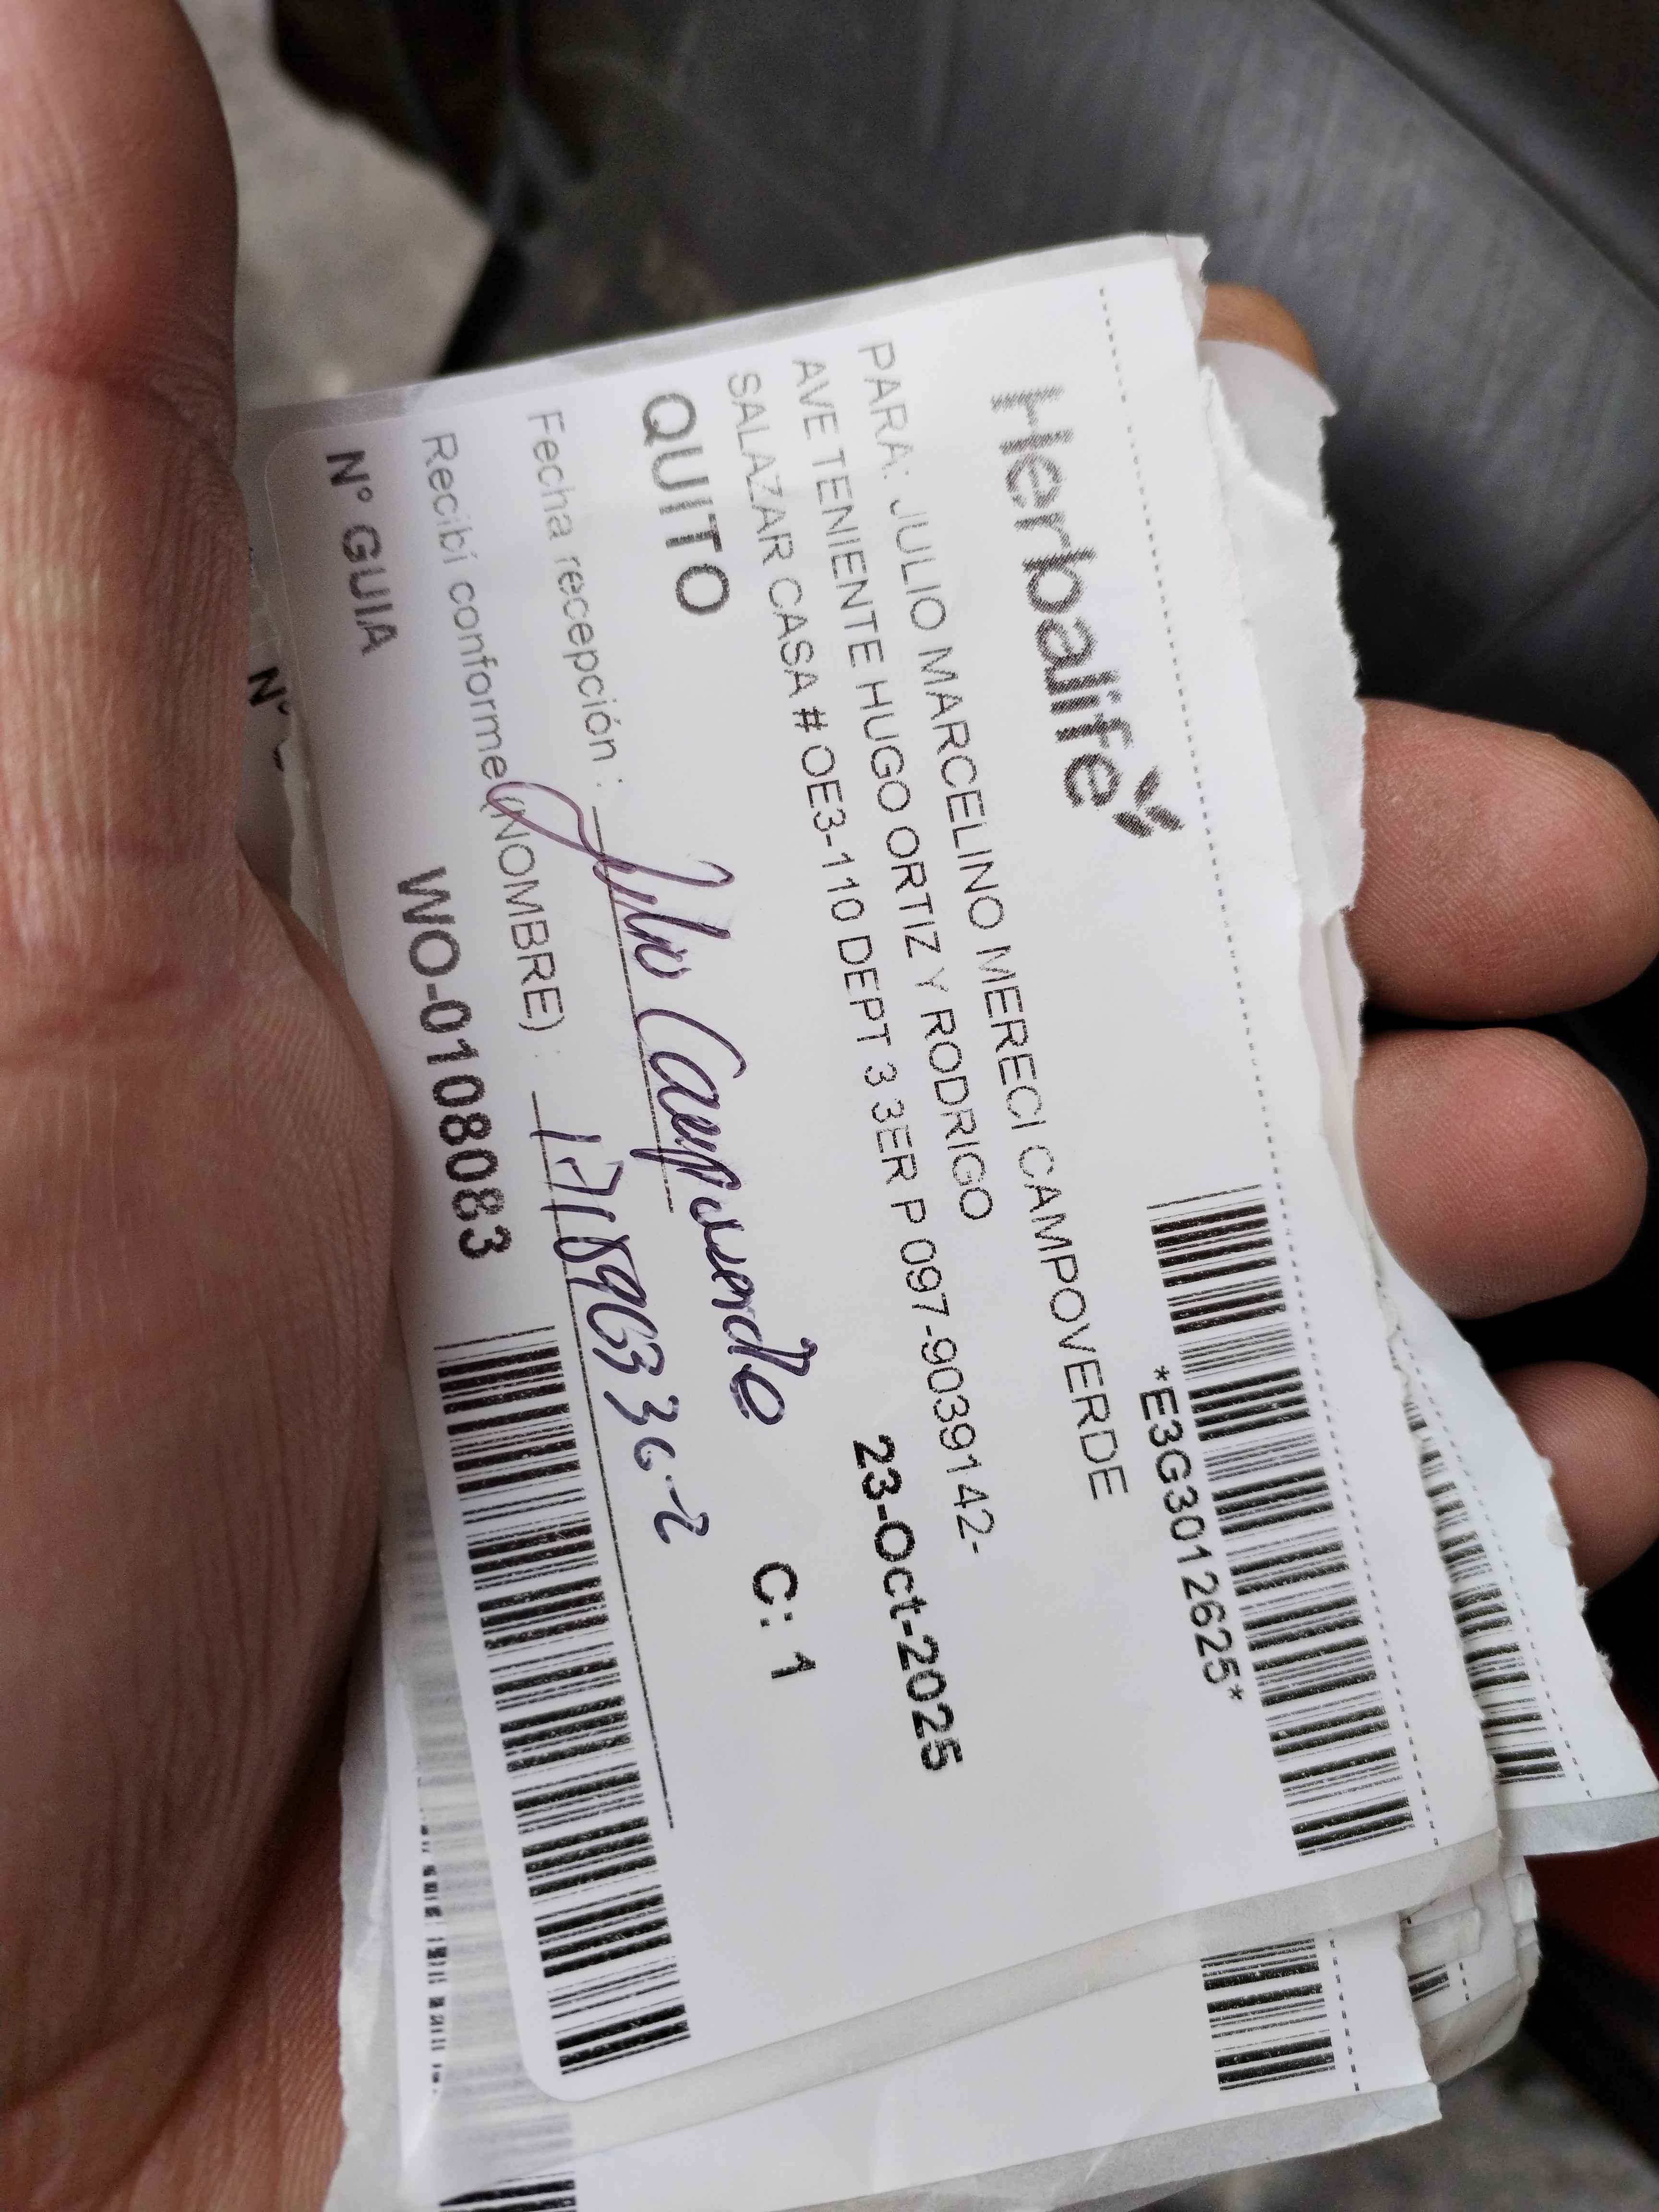 Herbalife
*E3G3012625*
PARA: JULIO MARCELINO MERECI CAMPOVERDE
AVE TENIENTE HUGO ORTIZ Y RODRIGO
SALAZAR CASA # OE3-110 DEPT 3 3ER P 097-9039142-
23-Oct-2025
QUITO
C: 1
Fecha recepción : Julio Campoverde
Recibí conforme (NOMBRE) :
N° GUIA WO-0108083
N°